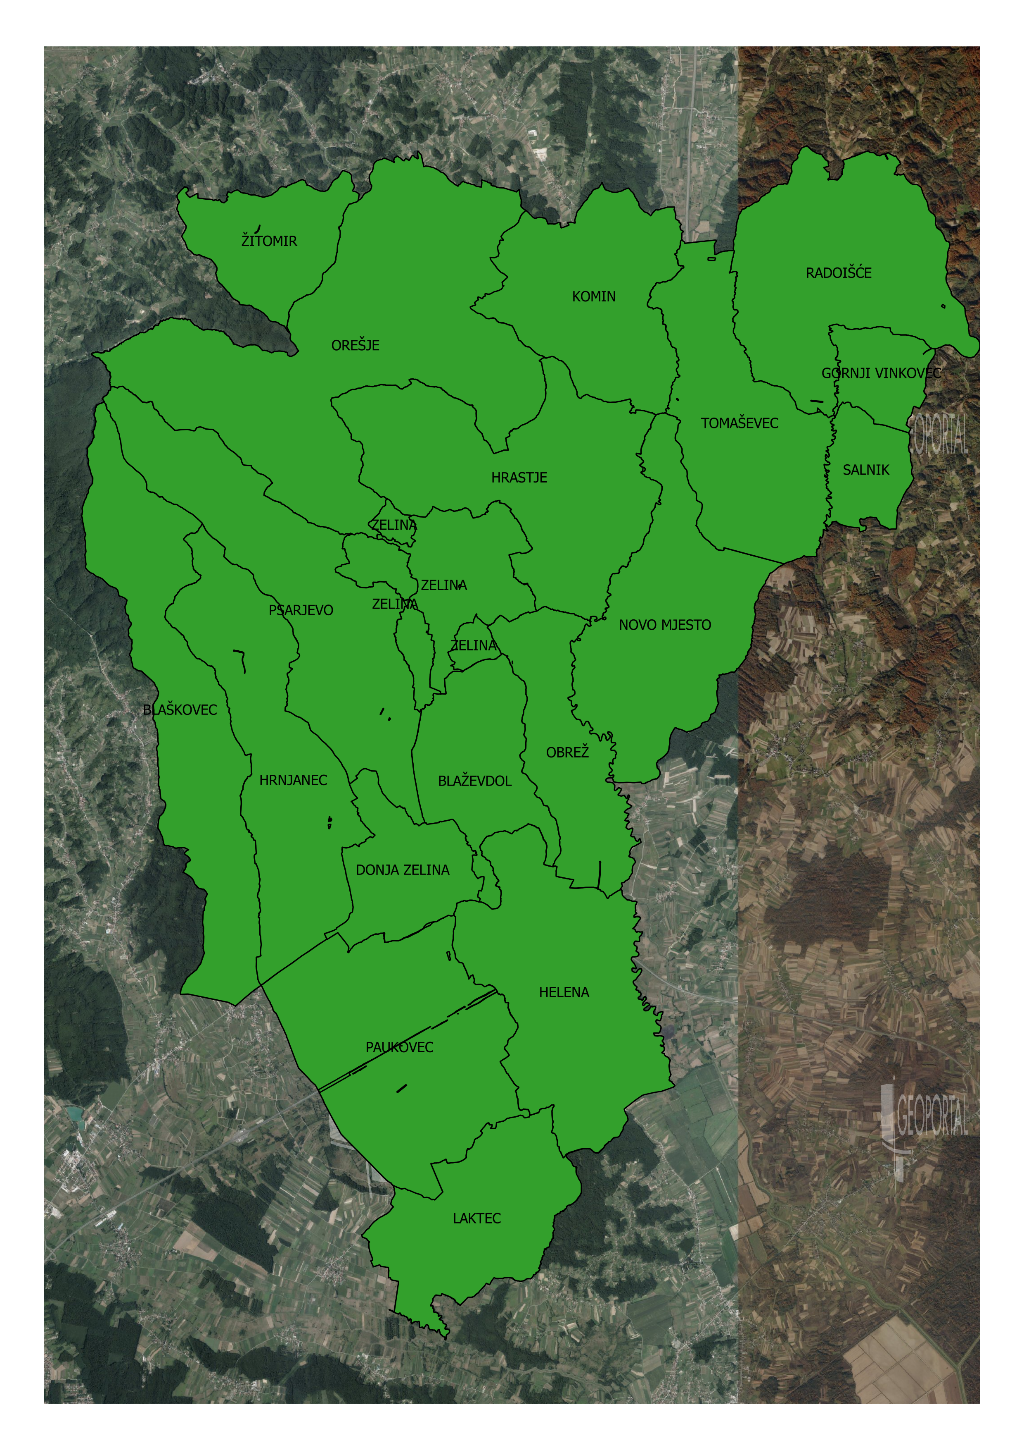 ŽITOMIR
RADOIŠĆE
KOMIN
OREŠJE
GORNJI VINKOVEC
TOMAŠEVEC
GEOPORTAL
SALNIK
HRASTJE
ZELINA
ZELINA
ZELINA
PSARJEVO
NOVO MJESTO
ZELINA
BLAŠKOVEC
OBREŽ
HRNJANEC
BLAŽEVDOL
DONJA ZELINA
HELENA
PAUKOVEC
GEOPORTAL
LAKTEC